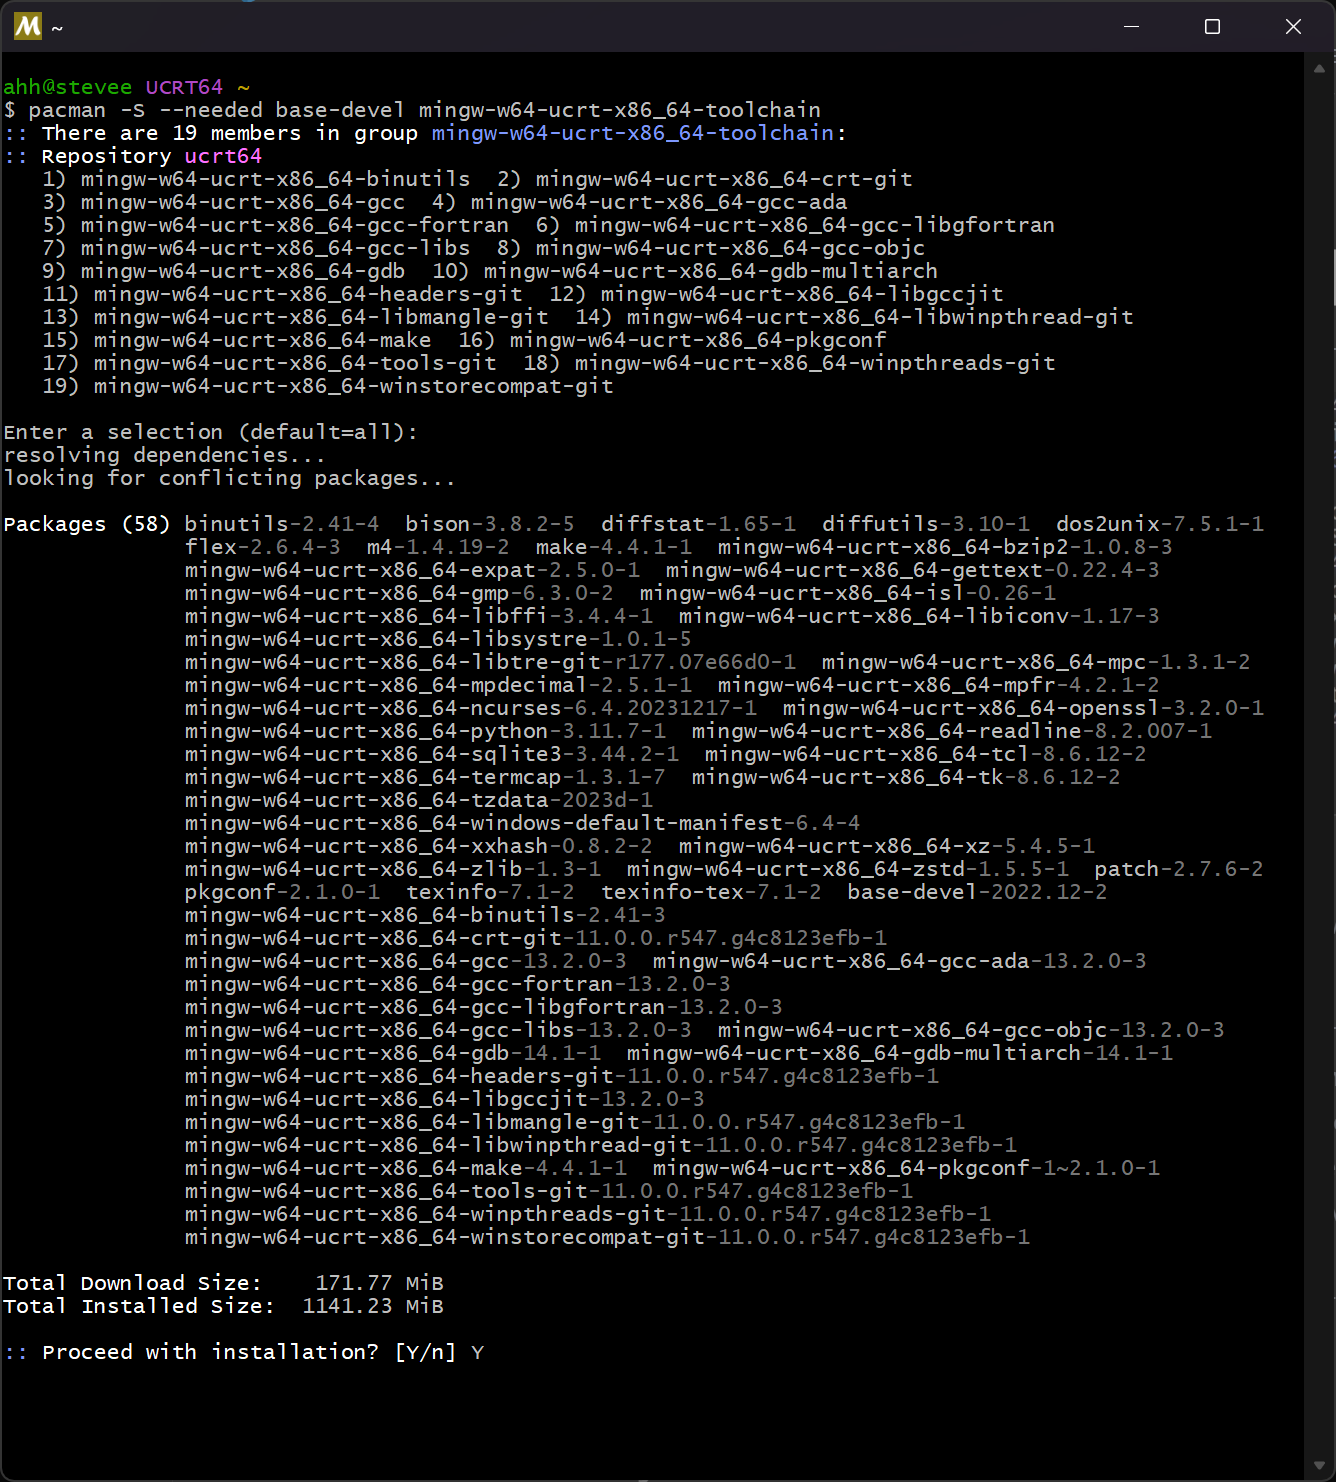 M ~
ahh@stevee UCRT64 ~
$ pacman -S --needed base-devel mingw-w64-ucrt-x86_64-toolchain
:: There are 19 members in group mingw-w64-ucrt-x86_64-toolchain:
:: Repository ucrt64
   1) mingw-w64-ucrt-x86_64-binutils  2) mingw-w64-ucrt-x86_64-crt-git
   3) mingw-w64-ucrt-x86_64-gcc  4) mingw-w64-ucrt-x86_64-gcc-ada
   5) mingw-w64-ucrt-x86_64-gcc-fortran  6) mingw-w64-ucrt-x86_64-gcc-libgfortran
   7) mingw-w64-ucrt-x86_64-gcc-libs  8) mingw-w64-ucrt-x86_64-gcc-objc
   9) mingw-w64-ucrt-x86_64-gdb  10) mingw-w64-ucrt-x86_64-gdb-multiarch
   11) mingw-w64-ucrt-x86_64-headers-git  12) mingw-w64-ucrt-x86_64-libgccjit
   13) mingw-w64-ucrt-x86_64-libmangle-git  14) mingw-w64-ucrt-x86_64-libwinpthread-git
   15) mingw-w64-ucrt-x86_64-make  16) mingw-w64-ucrt-x86_64-pkgconf
   17) mingw-w64-ucrt-x86_64-tools-git  18) mingw-w64-ucrt-x86_64-winpthreads-git
   19) mingw-w64-ucrt-x86_64-winstorecompat-git
Enter a selection (default=all):
resolving dependencies...
looking for conflicting packages...
Packages (58) binutils-2.41-4  bison-3.8.2-5  diffstat-1.65-1  diffutils-3.10-1  dos2unix-7.5.1-1
              flex-2.6.4-3  m4-1.4.19-2  make-4.4.1-1  mingw-w64-ucrt-x86_64-bzip2-1.0.8-3
              mingw-w64-ucrt-x86_64-expat-2.5.0-1  mingw-w64-ucrt-x86_64-gettext-0.22.4-3
              mingw-w64-ucrt-x86_64-gmp-6.3.0-2  mingw-w64-ucrt-x86_64-isl-0.26-1
              mingw-w64-ucrt-x86_64-libffi-3.4.4-1  mingw-w64-ucrt-x86_64-libiconv-1.17-3
              mingw-w64-ucrt-x86_64-libsystre-1.0.1-5
              mingw-w64-ucrt-x86_64-libtre-git-r177.07e66d0-1  mingw-w64-ucrt-x86_64-mpc-1.3.1-2
              mingw-w64-ucrt-x86_64-mpdecimal-2.5.1-1  mingw-w64-ucrt-x86_64-mpfr-4.2.1-2
              mingw-w64-ucrt-x86_64-ncurses-6.4.20231217-1  mingw-w64-ucrt-x86_64-openssl-3.2.0-1
              mingw-w64-ucrt-x86_64-python-3.11.7-1  mingw-w64-ucrt-x86_64-readline-8.2.007-1
              mingw-w64-ucrt-x86_64-sqlite3-3.44.2-1  mingw-w64-ucrt-x86_64-tcl-8.6.12-2
              mingw-w64-ucrt-x86_64-termcap-1.3.1-7  mingw-w64-ucrt-x86_64-tk-8.6.12-2
              mingw-w64-ucrt-x86_64-tzdata-2023d-1
              mingw-w64-ucrt-x86_64-windows-default-manifest-6.4-4
              mingw-w64-ucrt-x86_64-xxhash-0.8.2-2  mingw-w64-ucrt-x86_64-xz-5.4.5-1
              mingw-w64-ucrt-x86_64-zlib-1.3-1  mingw-w64-ucrt-x86_64-zstd-1.5.5-1  patch-2.7.6-2
              pkgconf-2.1.0-1  texinfo-7.1-2  texinfo-tex-7.1-2  base-devel-2022.12-2
              mingw-w64-ucrt-x86_64-binutils-2.41-3
              mingw-w64-ucrt-x86_64-crt-git-11.0.0.r547.g4c8123efb-1
              mingw-w64-ucrt-x86_64-gcc-13.2.0-3  mingw-w64-ucrt-x86_64-gcc-ada-13.2.0-3
              mingw-w64-ucrt-x86_64-gcc-fortran-13.2.0-3
              mingw-w64-ucrt-x86_64-gcc-libgfortran-13.2.0-3
              mingw-w64-ucrt-x86_64-gcc-libs-13.2.0-3  mingw-w64-ucrt-x86_64-gcc-objc-13.2.0-3
              mingw-w64-ucrt-x86_64-gdb-14.1-1  mingw-w64-ucrt-x86_64-gdb-multiarch-14.1-1
              mingw-w64-ucrt-x86_64-headers-git-11.0.0.r547.g4c8123efb-1
              mingw-w64-ucrt-x86_64-libgccjit-13.2.0-3
              mingw-w64-ucrt-x86_64-libmangle-git-11.0.0.r547.g4c8123efb-1
              mingw-w64-ucrt-x86_64-libwinpthread-git-11.0.0.r547.g4c8123efb-1
              mingw-w64-ucrt-x86_64-make-4.4.1-1  mingw-w64-ucrt-x86_64-pkgconf-1~2.1.0-1
              mingw-w64-ucrt-x86_64-tools-git-11.0.0.r547.g4c8123efb-1
              mingw-w64-ucrt-x86_64-winpthreads-git-11.0.0.r547.g4c8123efb-1
              mingw-w64-ucrt-x86_64-winstorecompat-git-11.0.0.r547.g4c8123efb-1
Total Download Size:    171.77 MiB
Total Installed Size:  1141.23 MiB
:: Proceed with installation? [Y/n] Y